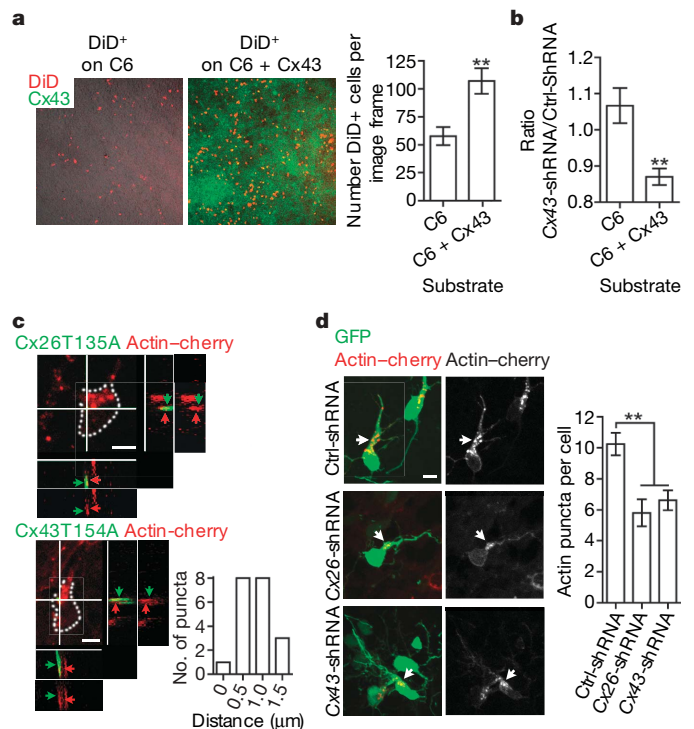 a
DiD+
on C6
DiD+
on C6 + Cx43
DiD
Cx43
Number DiD+ cells per
image frame
125
100
75
50
25
0
**
C6
C6 + Cx43
Substrate
b
Ratio
Cx43-shRNA/Ctrl-ShRNA
1.2
1.1
1.0
0.9
0.8
**
C6
C6 + Cx43
Substrate
c
Cx26T135A Actin–cherry
Cx43T154A Actin-cherry
No. of puncta
8
6
4
2
0
0
0.5
1.0
1.5
Distance (μm)
d
GFP
Actin–cherry
Actin–cherry
Ctrl-shRNA
Cx26-shRNA
Cx43-shRNA
Actin puncta per cell
12
10
8
6
4
2
0
**
Ctrl-shRNA
Cx26-shRNA
Cx43-shRNA